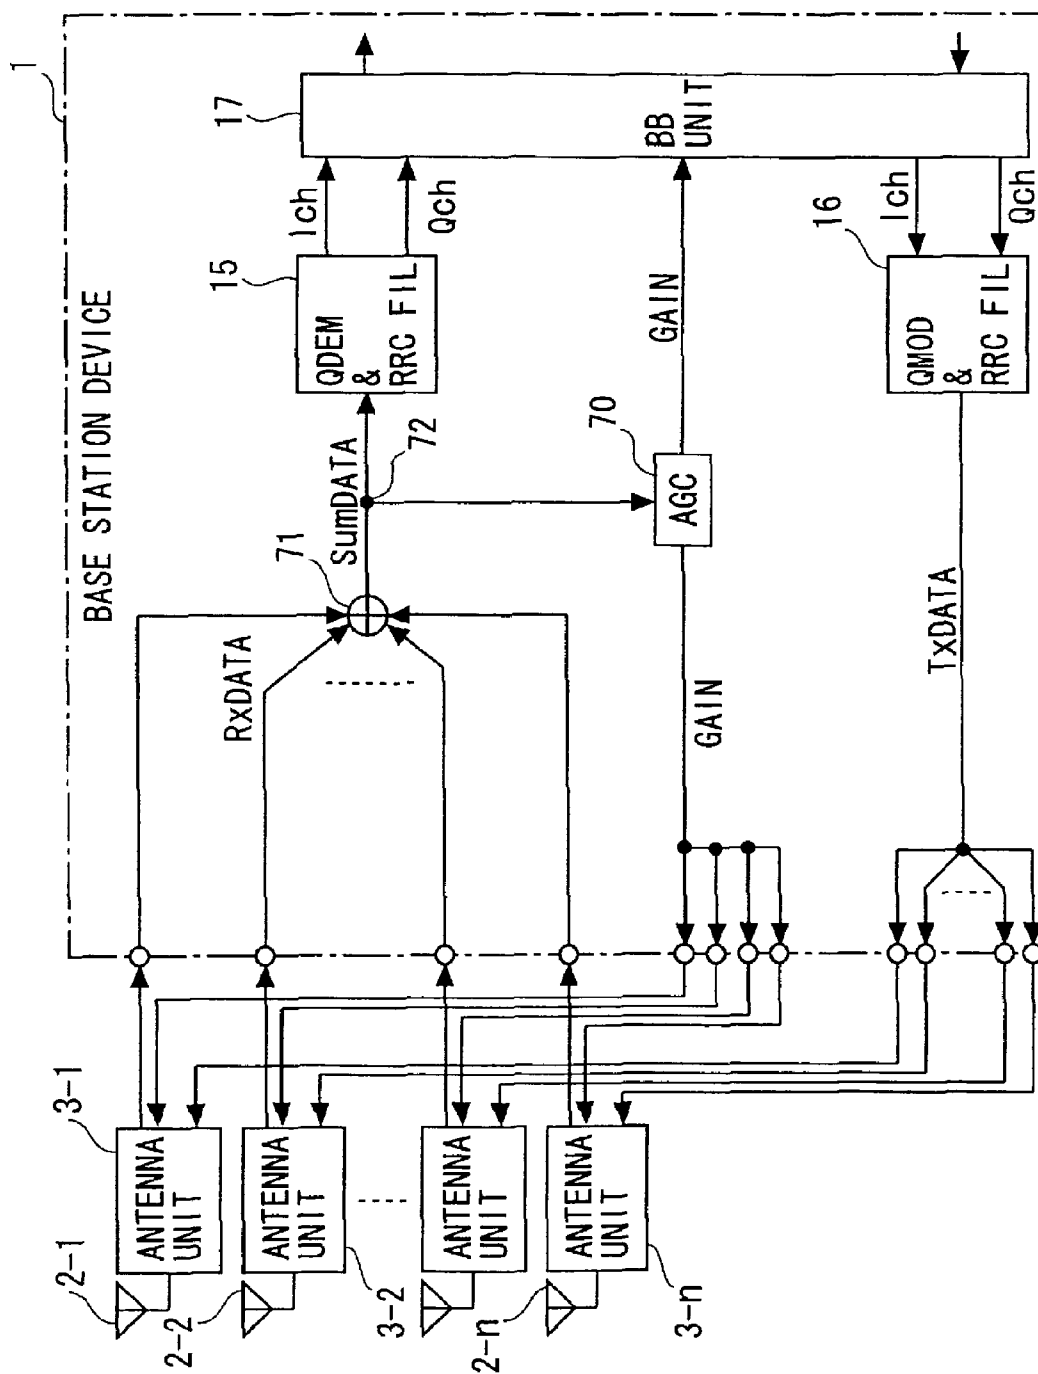 1
BASE STATION DEVICE
2-1
3-1
ANTENNA
UNIT
2-2
3-2
ANTENNA
UNIT
ANTENNA
UNIT
2-n
3-n
ANTENNA
UNIT
RxDATA
71
SumDATA
72
15
QDEM
&
RRC FIL
Ich
Qch
17
BB
UNIT
GAIN
70
AGC
GAIN
TxDATA
16
QMOD
&
RRC FIL
Ich
Qch